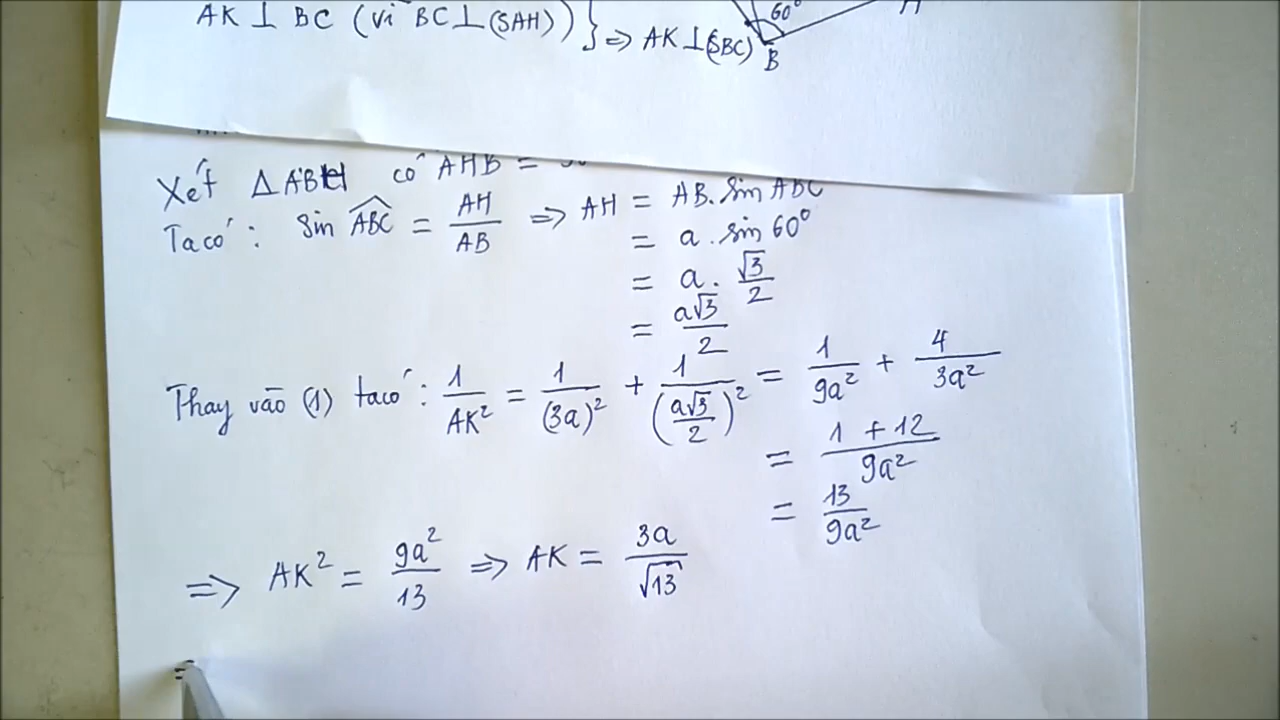 AK ⊥ BC (vì BC ⊥ (SAH)) } => AK ⊥ (SBC)
60°
H
B
Xét ΔABH có AHB =
Ta có: sin ABC = AH/AB => AH = AB. sin ABC
= a . sin 60°
= a . √3/2
= a√3/2
Thay vào (1) ta có: 1/AK² = 1/(3a)² + 1/(a√3/2)² = 1/9a² + 4/3a²
= 1 + 12/9a²
= 13/9a²
=> AK² = 9a²/13 => AK = 3a/√13